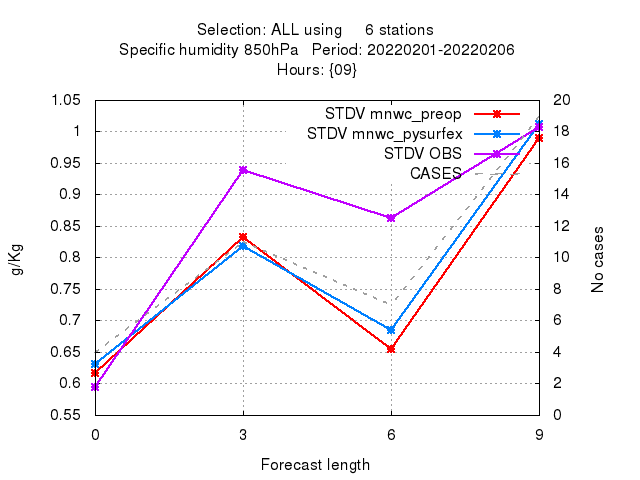 Selection: ALL using 6 stations
Specific humidity 850hPa Period: 20220201-20220206
Hours: {09}
STDV mnwc_preop
STDV mnwc_pysurfex
STDV OBS
CASES
1.05
1
0.95
0.9
0.85
0.8
0.75
0.7
0.65
0.6
0.55
g/Kg
20
18
16
14
12
10
8
6
4
2
0
No cases
0 3 6 9
Forecast length